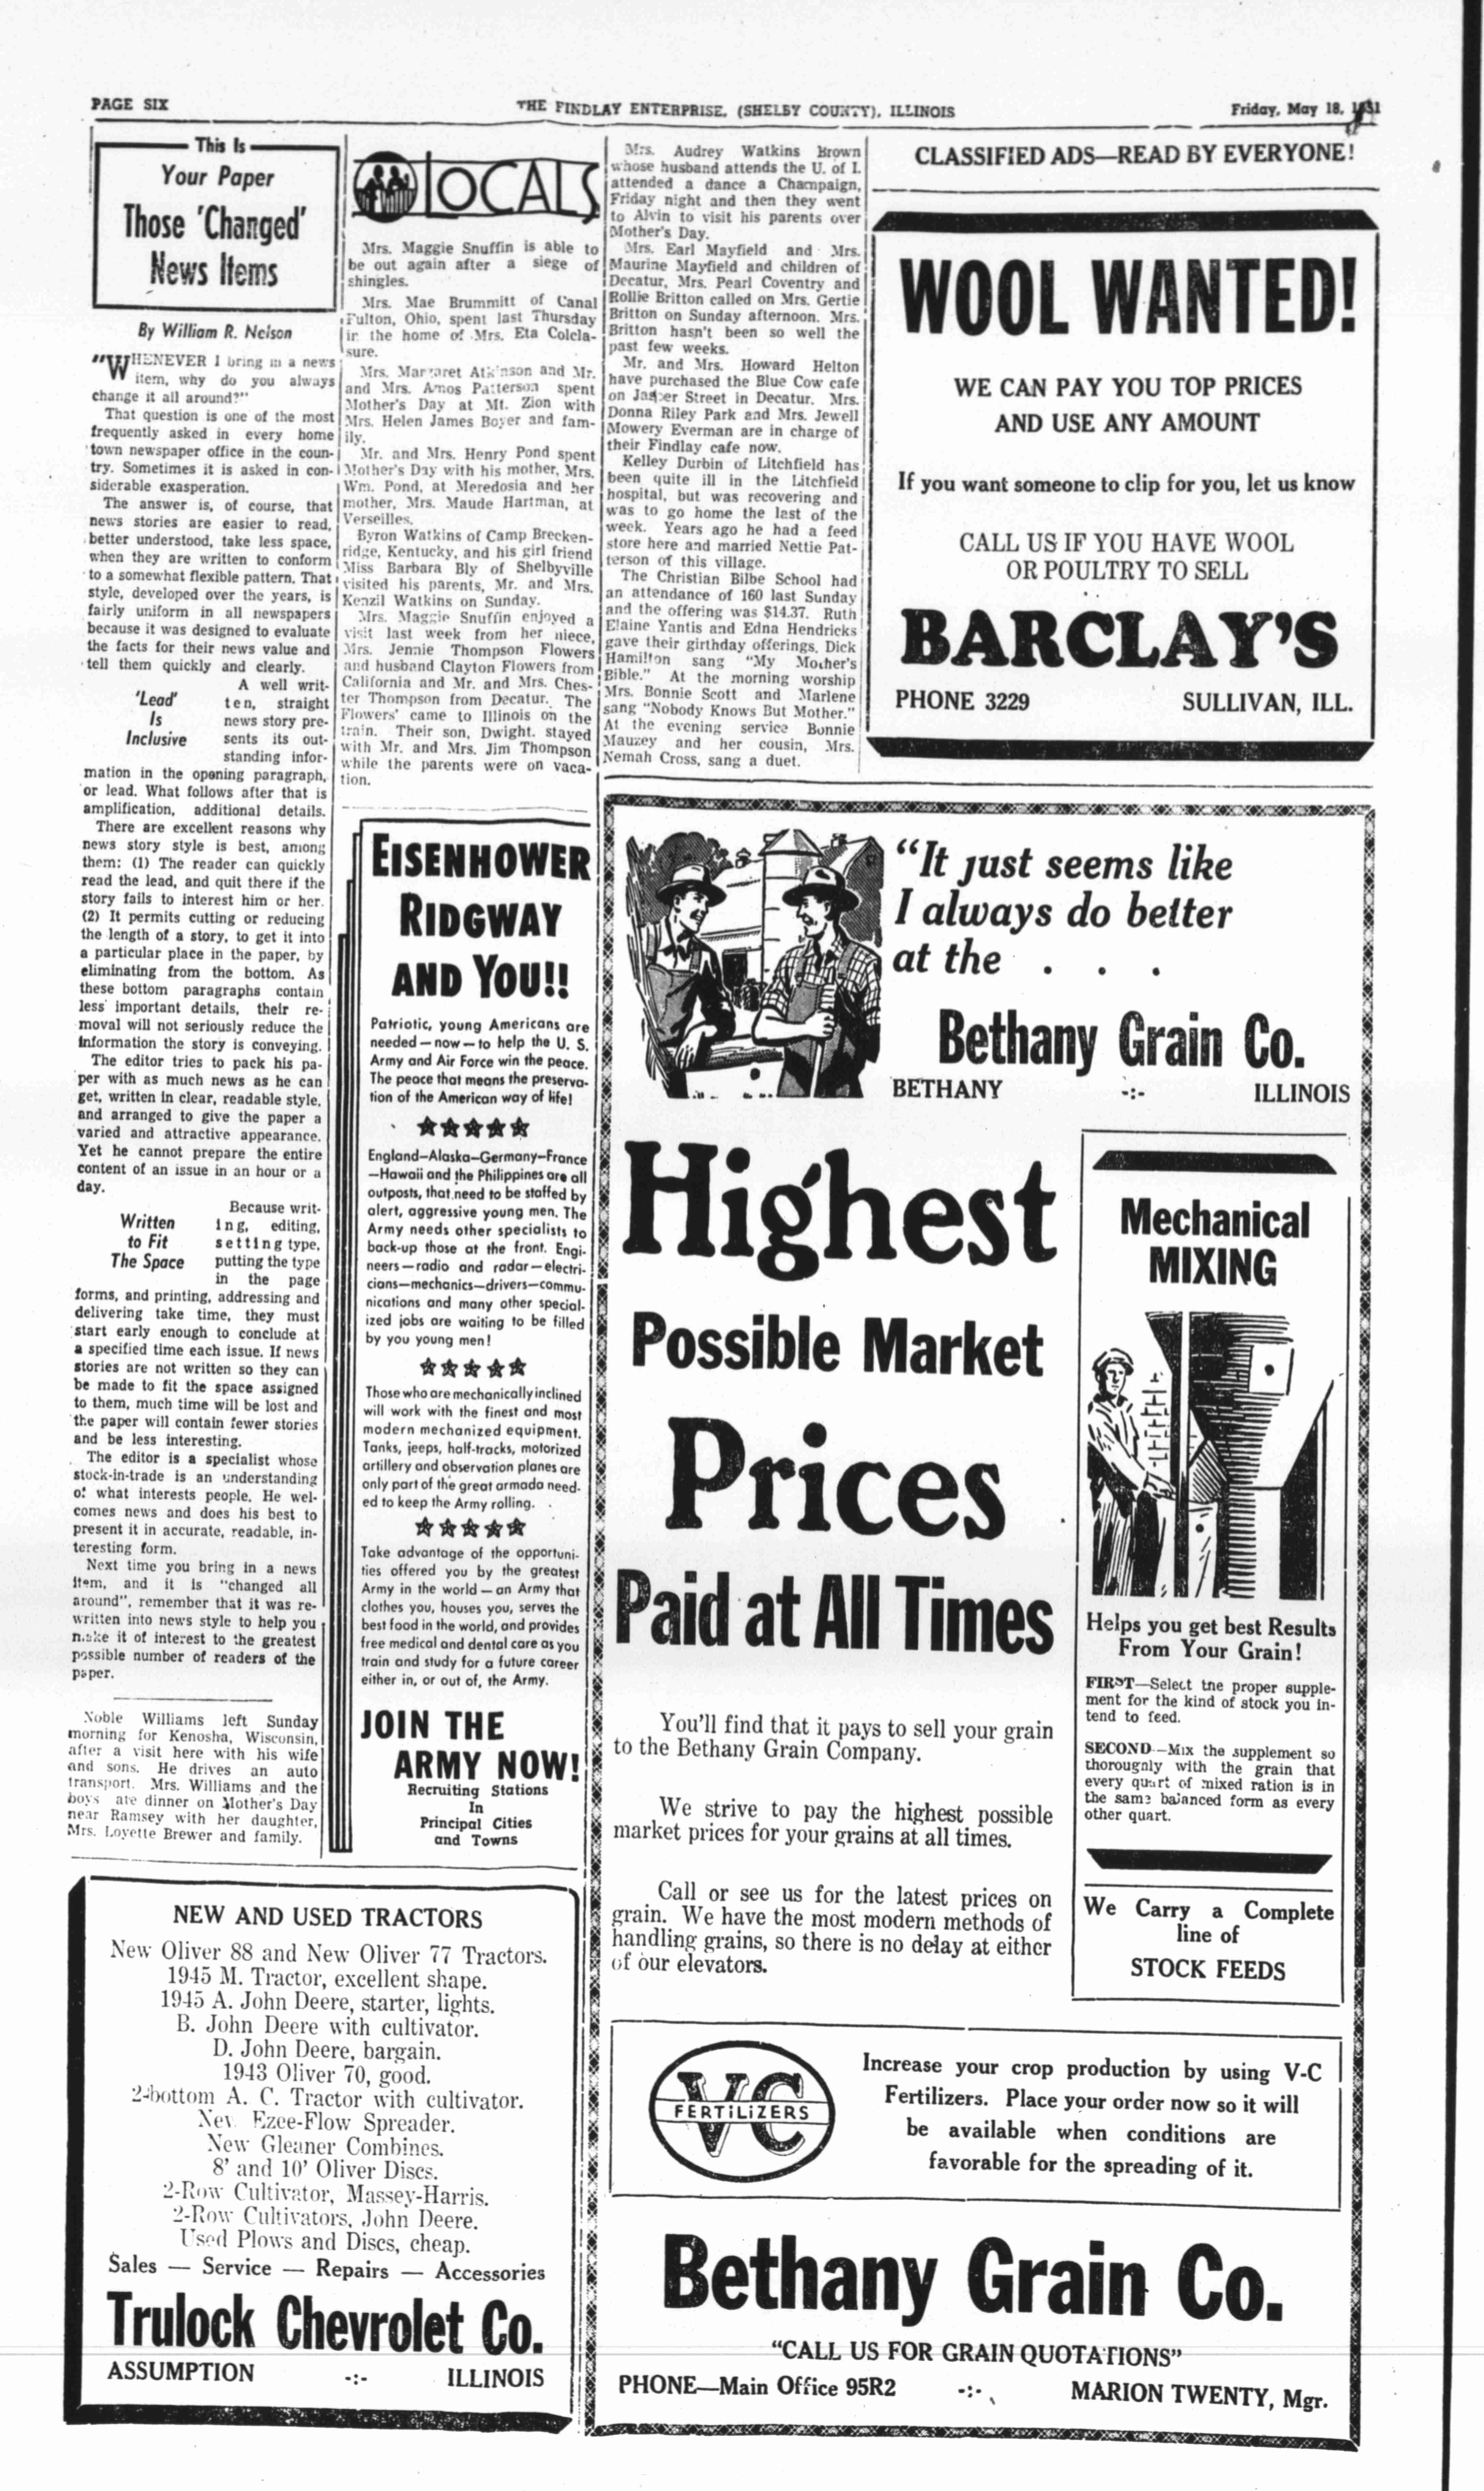 PAGE SIX
THE FINDLAY ENTERPRISE, (SHELBY COUNTY), ILLINOIS
Friday, May 18, 1951
This Is
Your Paper
Those 'Changed'
News Items
By William R. Nelson
"WHENEVER I bring in a news
item, why do you always
change it all around?"
That question is one of the most
frequently asked in every home
town newspaper office in the coun-
try. Sometimes it is asked in con-
siderable exasperation.
The answer is, of course, that
news stories are easier to read,
better understood, take less space,
when they are written to conform
to a somewhat flexible pattern. That
style, developed over the years, is
fairly uniform in all newspapers
because it was designed to evaluate
the facts for their news value and
tell them quickly and clearly.
'Lead'
Is
Inclusive
A well writ-
ten, straight
news story pre-
sents its out-
standing infor-
mation in the opening paragraph,
or lead. What follows after that is
amplification, additional details.
There are excellent reasons why
news story style is best, among
them: (1) The reader can quickly
read the lead, and quit there if the
story fails to interest him or her.
(2) It permits cutting or reducing
the length of a story, to get it into
a particular place in the paper, by
eliminating from the bottom. As
these bottom paragraphs contain
less important details, their re-
moval will not seriously reduce the
information the story is conveying.
The editor tries to pack his pa-
per with as much news as he can
get, written in clear, readable style,
and arranged to give the paper a
varied and attractive appearance.
Yet he cannot prepare the entire
content of an issue in an hour or a
day.
Written
to Fit
The Space
Because writ-
ing, editing,
setting type,
putting the type
in the page
forms, and printing, addressing and
delivering take time, they must
start early enough to conclude at
a specified time each issue. If news
stories are not written so they can
be made to fit the space assigned
to them, much time will be lost and
the paper will contain fewer stories
and be less interesting.
The editor is a specialist whose
stock-in-trade is an understanding
of what interests people. He wel-
comes news and does his best to
present it in accurate, readable, in-
teresting form.
Next time you bring in a news
item, and it is "changed all
around", remember that it was re-
written into news style to help you
make it of interest to the greatest
possible number of readers of the
paper.
Noble Williams left Sunday
morning for Kenosha, Wisconsin,
after a visit here with his wife
and sons. He drives an auto
transport. Mrs. Williams and the
boys ate dinner on Mother's Day
near Ramsey with her daughter,
Mrs. Loyette Brewer and family.
LOCALS
Mrs. Maggie Snuffin is able to
be out again after a siege of
shingles.
Mrs. Mae Brummitt of Canal
Fulton, Ohio, spent last Thursday
in the home of Mrs. Eta Colcla-
sure.
Mrs. Margaret Atkinson and Mr.
and Mrs. Amos Patterson spent
Mother's Day at Mt. Zion with
Mrs. Helen James Boyer and fam-
ily.
Mr. and Mrs. Henry Pond spent
Mother's Day with his mother, Mrs.
Wm. Pond, at Meredosia and her
mother, Mrs. Maude Hartman, at
Verseilles.
Byron Watkins of Camp Brecken-
ridge, Kentucky, and his girl friend
Miss Barbara Bly of Shelbyville
visited his parents, Mr. and Mrs.
Kenzil Watkins on Sunday.
Mrs. Maggie Snuffin enjoyed a
visit last week from her niece,
Mrs. Jennie Thompson Flowers
and husband Clayton Flowers from
California and Mr. and Mrs. Ches-
ter Thompson from Decatur. The
Flowers' came to Illinois on the
train. Their son, Dwight, stayed
with Mr. and Mrs. Jim Thompson
while the parents were on vaca-
tion.
Mrs. Audrey Watkins Brown
whose husband attends the U. of I.
attended a dance a Champaign,
Friday night and then they went
to Alvin to visit his parents over
Mother's Day.
Mrs. Earl Mayfield and Mrs.
Maurine Mayfield and children of
Decatur, Mrs. Pearl Coventry and
Rollie Britton called on Mrs. Gertie
Britton on Sunday afternoon. Mrs.
Britton hasn't been so well the
past few weeks.
Mr. and Mrs. Howard Helton
have purchased the Blue Cow cafe
on Jasper Street in Decatur. Mrs.
Donna Riley Park and Mrs. Jewell
Mowery Everman are in charge of
their Findlay cafe now.
Kelley Durbin of Litchfield has
been quite ill in the Litchfield
hospital, but was recovering and
was to go home the last of the
week. Years ago he had a feed
store here and married Nettie Pat-
terson of this village.
The Christian Bilbe School had
an attendance of 160 last Sunday
and the offering was $14.37. Ruth
Elaine Yantis and Edna Hendricks
gave their girthday offerings. Dick
Hamilton sang "My Mother's
Bible." At the morning worship
Mrs. Bonnie Scott and Marlene
sang "Nobody Knows But Mother."
At the evening service Bonnie
Mauzey and her cousin, Mrs.
Nemah Cross, sang a duet.
CLASSIFIED ADS—READ BY EVERYONE!
WOOL WANTED!
WE CAN PAY YOU TOP PRICES
AND USE ANY AMOUNT
If you want someone to clip for you, let us know
CALL US IF YOU HAVE WOOL
OR POULTRY TO SELL
BARCLAY'S
PHONE 3229 SULLIVAN, ILL.
EISENHOWER
RIDGWAY
AND YOU!!
Patriotic, young Americans are
needed—now—to help the U. S.
Army and Air Force win the peace.
The peace that means the preserva-
tion of the American way of life!
England—Alaska—Germany—France
—Hawaii and the Philippines are all
outposts, that need to be staffed by
alert, aggressive young men. The
Army needs other specialists to
back-up those at the front. Engi-
neers—radio and radar—electri-
cians—mechanics—drivers—commu-
nications and many other special-
ized jobs are waiting to be filled
by you young men!
Those who are mechanically inclined
will work with the finest and most
modern mechanized equipment.
Tanks, jeeps, half-tracks, motorized
artillery and observation planes are
only part of the great armada need-
ed to keep the Army rolling.
Take advantage of the opportuni-
ties offered you by the greatest
Army in the world—an Army that
clothes you, houses you, serves the
best food in the world, and provides
free medical and dental care as you
train and study for a future career
either in, or out of, the Army.
JOIN THE
ARMY NOW!
Recruiting Stations
In
Principal Cities
and Towns
"It just seems like
I always do better
at the . . .
Bethany Grain Co.
BETHANY -:- ILLINOIS
Highest
Possible Market
Prices
Paid at All Times
You'll find that it pays to sell your grain
to the Bethany Grain Company.
We strive to pay the highest possible
market prices for your grains at all times.
Call or see us for the latest prices on
grain. We have the most modern methods of
handling grains, so there is no delay at either
of our elevators.
Mechanical
MIXING
Helps you get best Results
From Your Grain!
FIRST—Select the proper supple-
ment for the kind of stock you in-
tend to feed.
SECOND—Mix the supplement so
thorougnly with the grain that
every quart of mixed ration is in
the same balanced form as every
other quart.
We Carry a Complete
line of
STOCK FEEDS
VC
FERTILIZERS
Increase your crop production by using V-C
Fertilizers. Place your order now so it will
be available when conditions are
favorable for the spreading of it.
Bethany Grain Co.
"CALL US FOR GRAIN QUOTATIONS"
PHONE—Main Office 95R2 -:- MARION TWENTY, Mgr.
NEW AND USED TRACTORS
New Oliver 88 and New Oliver 77 Tractors.
1945 M. Tractor, excellent shape.
1945 A. John Deere, starter, lights.
B. John Deere with cultivator.
D. John Deere, bargain.
1943 Oliver 70, good.
2-bottom A. C. Tractor with cultivator.
New Ezee-Flow Spreader.
New Gleaner Combines.
8' and 10' Oliver Discs.
2-Row Cultivator, Massey-Harris.
2-Row Cultivators, John Deere.
Used Plows and Discs, cheap.
Sales — Service — Repairs — Accessories
Trulock Chevrolet Co.
ASSUMPTION -:- ILLINOIS